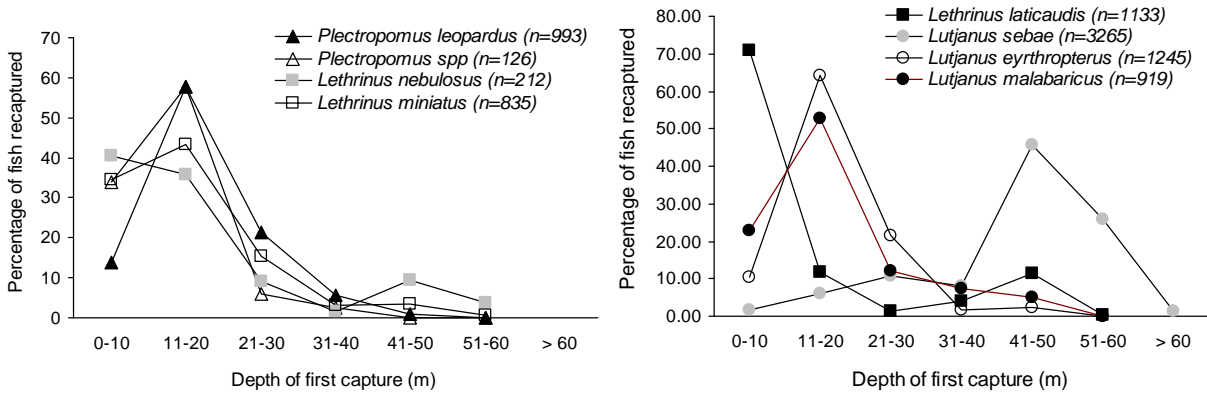 Percentage of fish recaptured
70
60
50
40
30
20
10
0
0-10 11-20 21-30 31-40 41-50 51-60 > 60
Depth of first capture (m)
Plectropomus leopardus (n=993)
Plectropomus spp (n=126)
Lethrinus nebulosus (n=212)
Lethrinus miniatus (n=835)
Percentage of fish recaptured
80.00
70.00
60.00
50.00
40.00
30.00
20.00
10.00
0.00
0-10 11-20 21-30 31-40 41-50 51-60 > 60
Depth of first capture (m)
Lethrinus laticaudis (n=1133)
Lutjanus sebae (n=3265)
Lutjanus eyrthropterus (n=1245)
Lutjanus malabaricus (n=919)